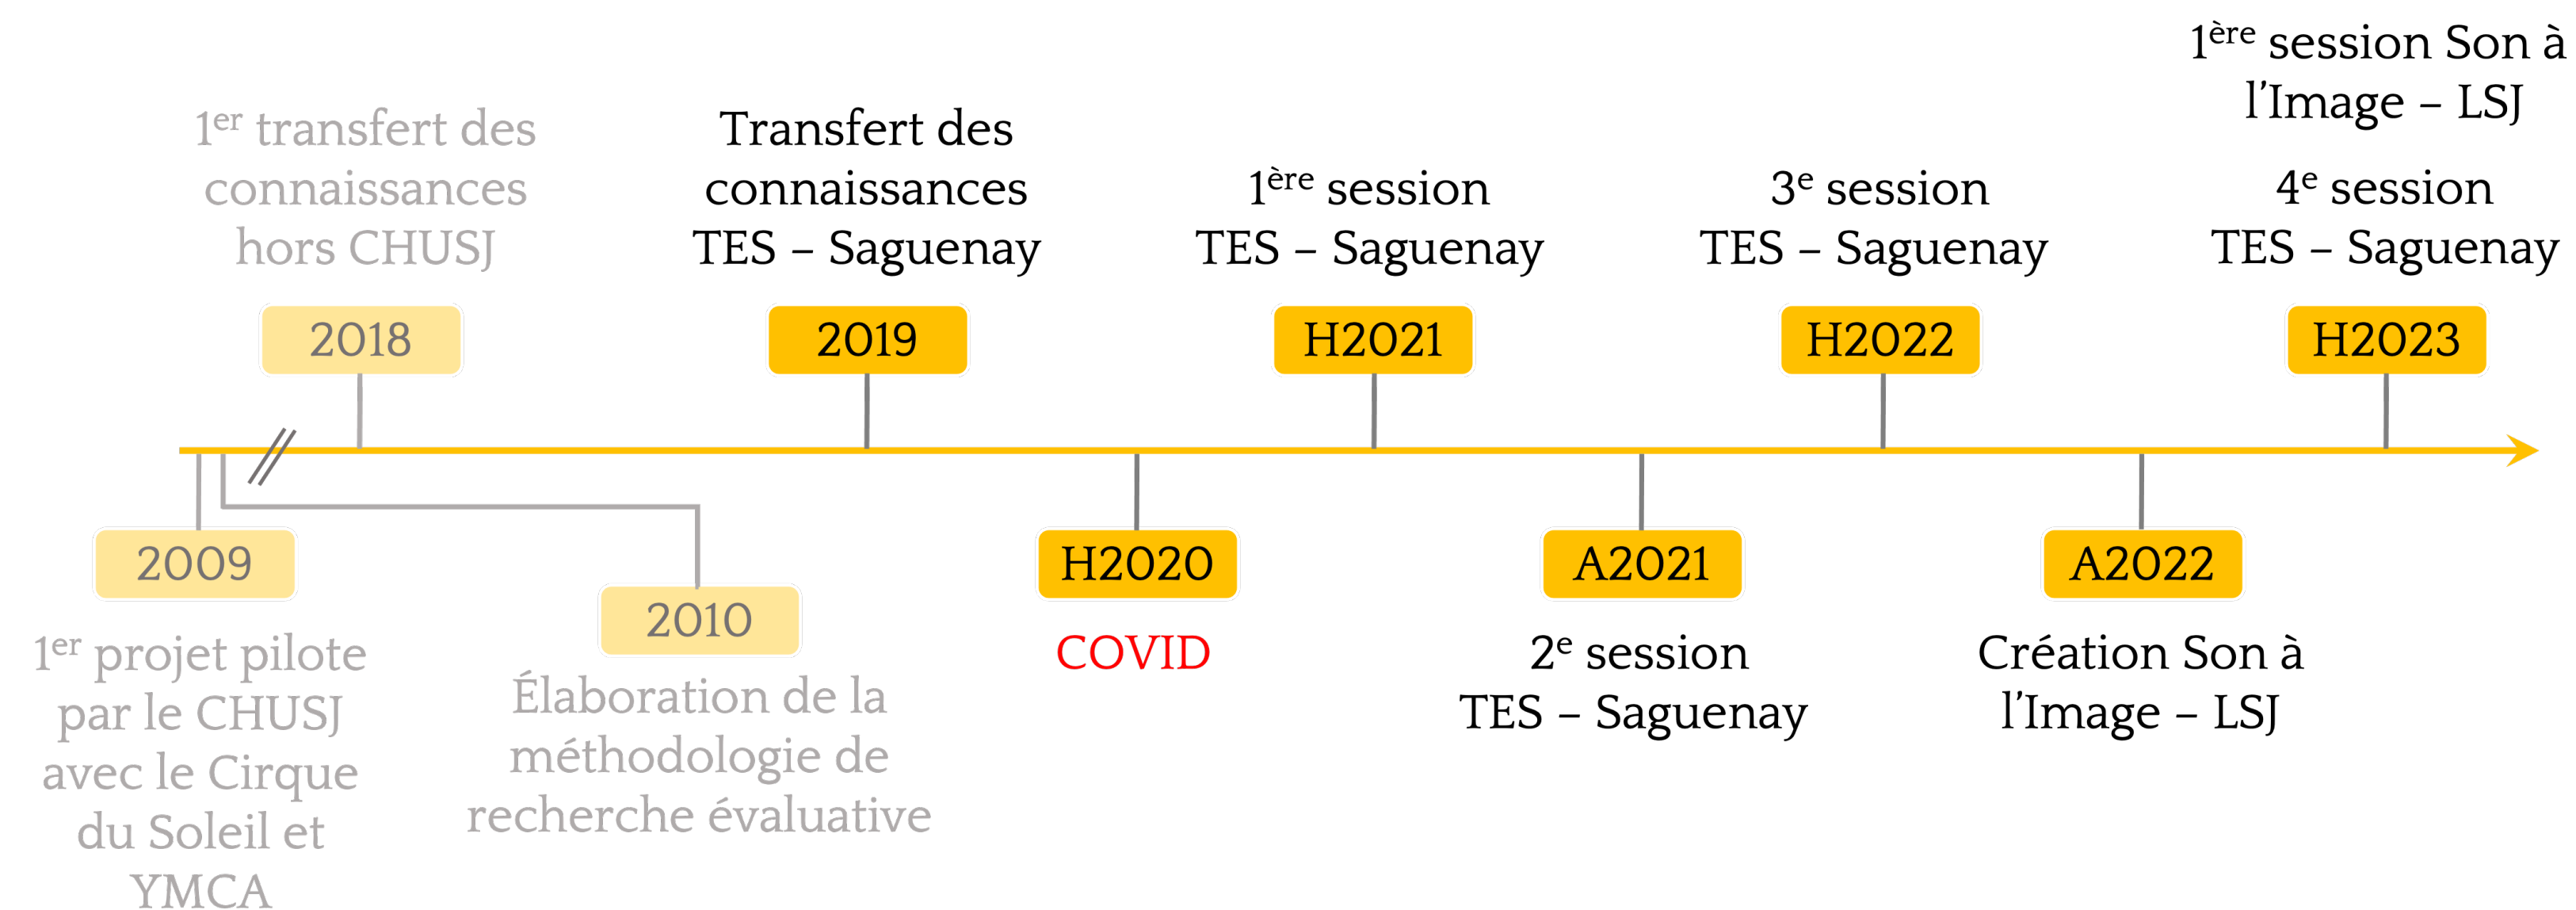 1er transfert des
connaissances
hors CHUSJ
2018
Transfert des
connaissances
TES – Saguenay
2019
1ère session
TES – Saguenay
H2021
3e session
TES – Saguenay
H2022
1ère session Son à
l’Image – LSJ
4e session
TES – Saguenay
H2023
2009
1er projet pilote
par le CHUSJ
avec le Cirque
du Soleil et
YMCA
2010
Élaboration de la
méthodologie de
recherche évaluative
H2020
COVID
A2021
2e session
TES – Saguenay
A2022
Création Son à
l’Image – LSJ